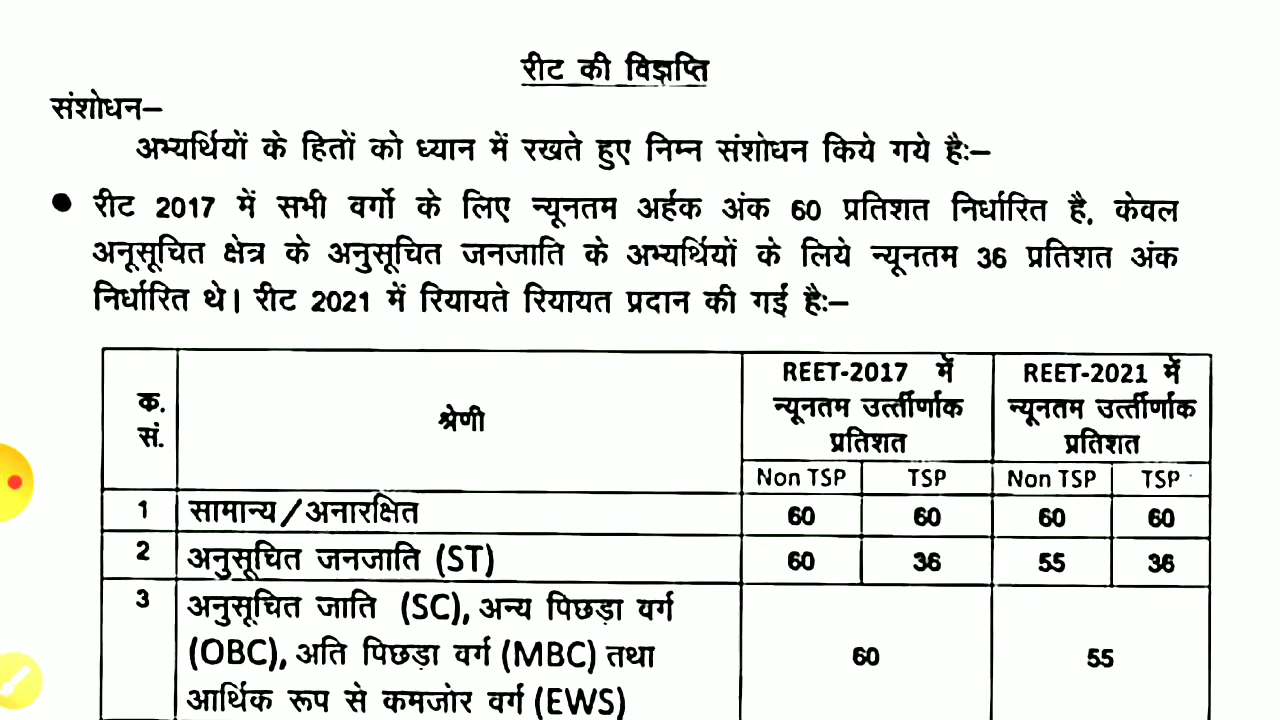 रीट की विज्ञप्ति
संशोधन–
अभ्यर्थियों के हितों को ध्यान में रखते हुए निम्न संशोधन किये गये है:–
● रीट 2017 में सभी वर्गो के लिए न्यूनतम अर्हक अंक 60 प्रतिशत निर्धारित है, केवल
अनूसूचित क्षेत्र के अनुसूचित जनजाति के अभ्यर्थियों के लिये न्यूनतम 36 प्रतिशत अंक
निर्धारित थे। रीट 2021 में रियायते रियायत प्रदान की गई है:–
क. सं. श्रेणी REET-2017 में न्यूनतम उर्त्तीर्णाक प्रतिशत REET-2021 में न्यूनतम उर्त्तीर्णाक प्रतिशत
Non TSP TSP Non TSP TSP
1 सामान्य/अनारक्षित 60 60 60 60
2 अनुसूचित जनजाति (ST) 60 36 55 36
3 अनुसूचित जाति (SC), अन्य पिछड़ा वर्ग
(OBC), अति पिछड़ा वर्ग (MBC) तथा 60 55
आर्थिक रूप से कमजोर वर्ग (EWS)